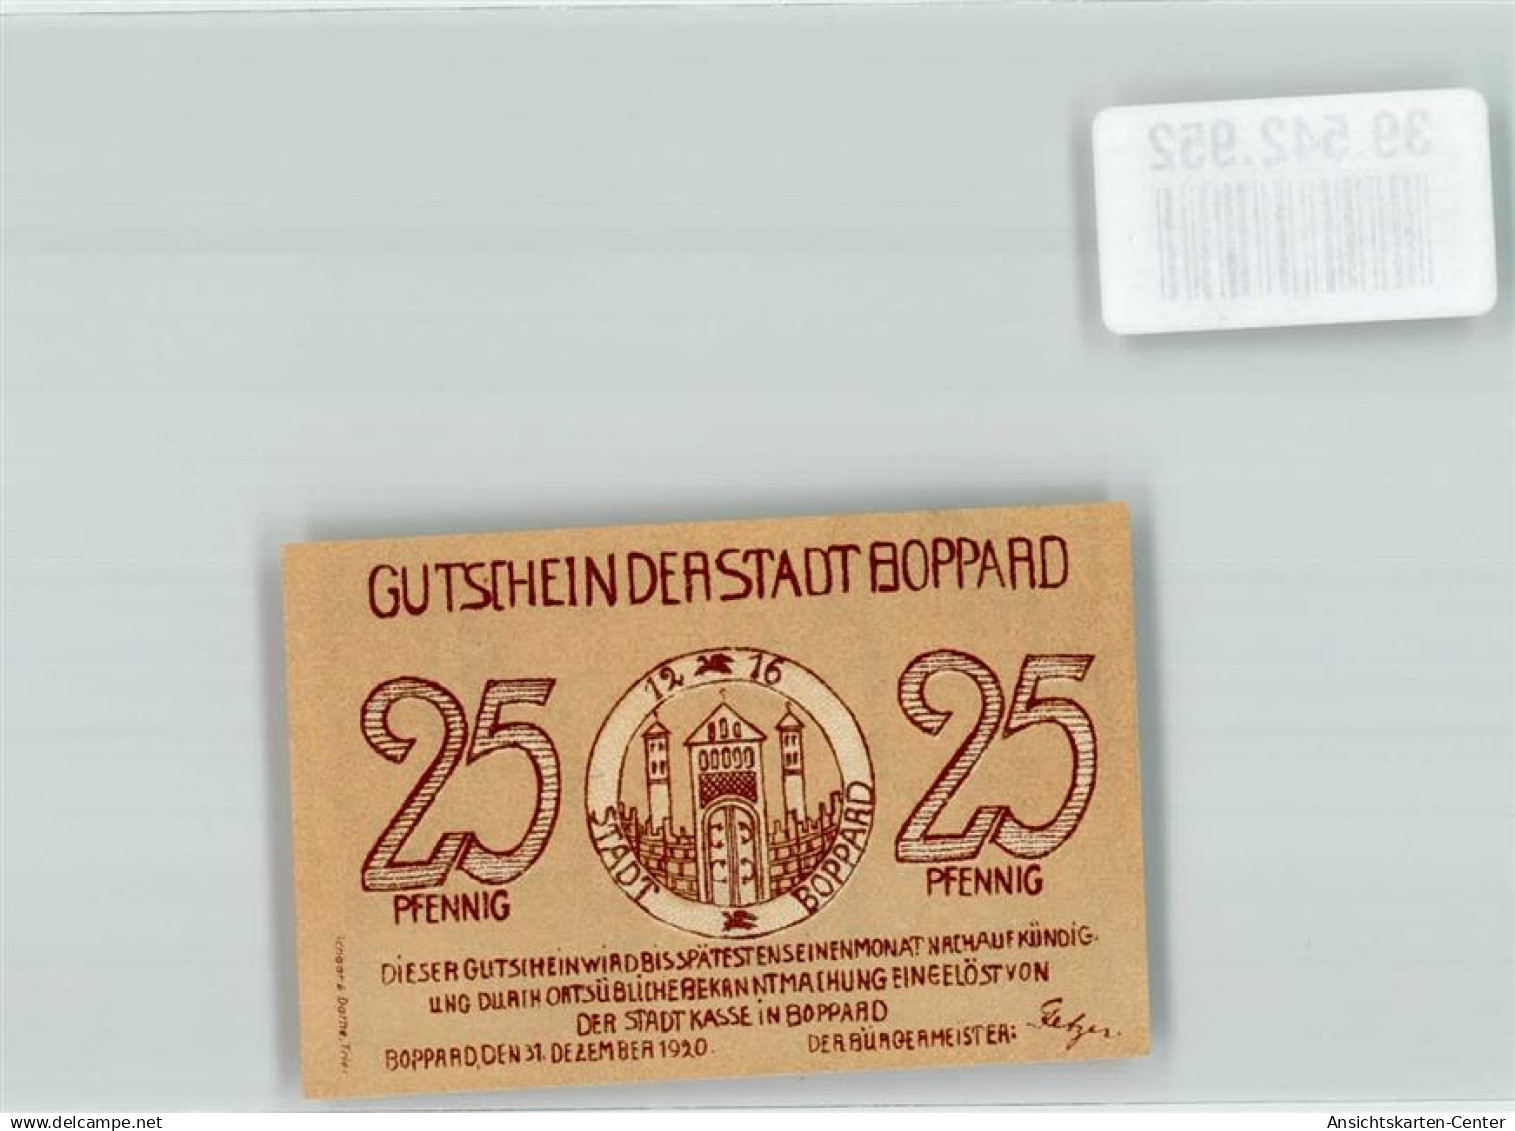 39.542.952
GUTSCHEIN DER STADT BOPPARD
12 16
25 25
PFENNIG PFENNIG
STADT BOPPARD
DIESER GUTSCHEIN WIRD BIS SPÄTESTENS EINEN MONAT NACH AUFKÜNDIG-
UNG DURCH ORTSÜBLICHE BEKANNTMACHUNG EINGELÖST VON
DER STADTKASSE IN BOPPARD
BOPPARD, DEN 31. DEZEMBER 1920. DER BÜRGERMEISTER:
Trier
www.delcampe.net
Ansichtskarten-Center